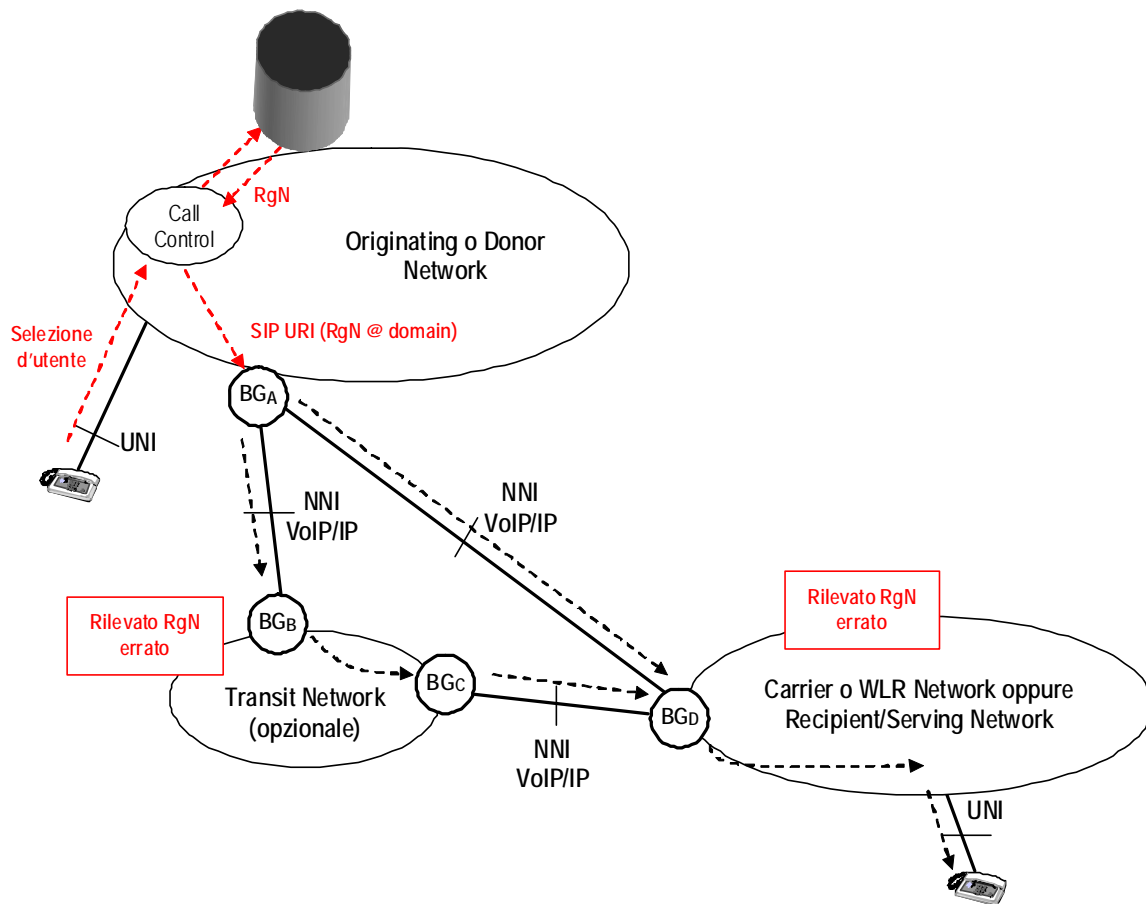 RgN
Call
Control
Originating o Donor
Network
Selezione
d'utente
SIP URI (RgN @ domain)
BGA
UNI
NNI
VoIP/IP
NNI
VoIP/IP
Rilevato RgN
errato
Rilevato RgN
errato
BGB
Transit Network
(opzionale)
BGC
BGD
Carrier o WLR Network oppure
Recipient/Serving Network
NNI
VoIP/IP
UNI